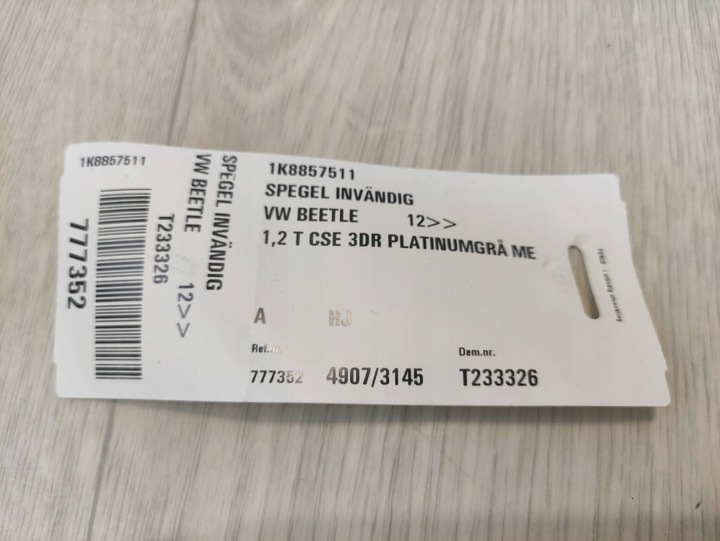 1K8857511
777352
T233326
VW BEETLE 12>>
SPEGEL INVÄNDIG
1K8857511
SPEGEL INVÄNDIG
VW BEETLE 12>>
1,2 T CSE 3DR PLATINUMGRÅ ME
A HJ
Dem.nr.
777352 4907/3145 T233326